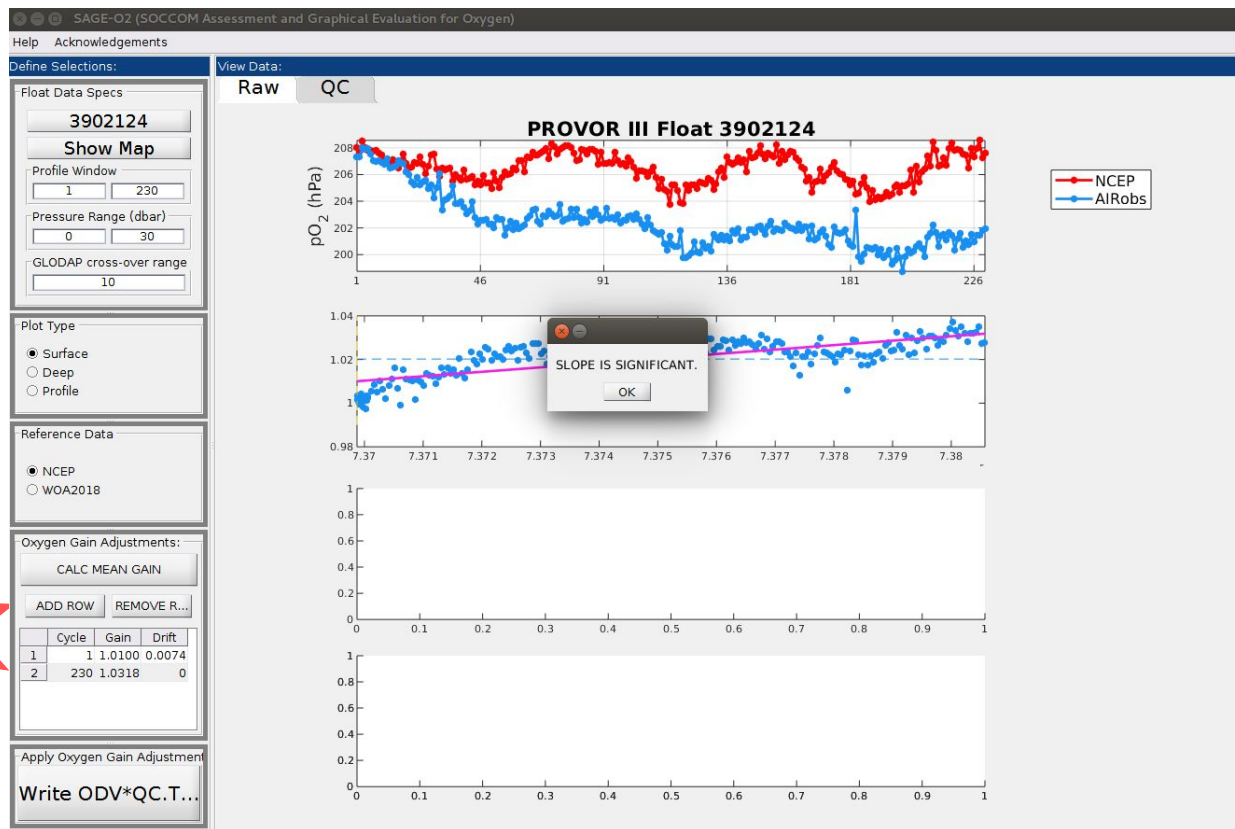 SAGE-O2 (SOCCOM Assessment and Graphical Evaluation for Oxygen)
Help Acknowledgements
Define Selections:
Float Data Specs
3902124
Show Map
Profile Window
1 230
Pressure Range (dbar)
0 30
GLODAP cross-over range
10
Plot Type
Surface
Deep
Profile
Reference Data
NCEP
WOA2018
Oxygen Gain Adjustments:
CALC MEAN GAIN
ADD ROW REMOVE R...
Cycle Gain Drift
1 1 1.0100 0.0074
2 230 1.0318 0
Apply Oxygen Gain Adjustment
Write ODV*QC.T...
View Data:
Raw QC
PROVOR III Float 3902124
pO2 (hPa)
208
206
204
202
200
1 46 91 136 181 226
NCEP
AIRobs
1.04
1.02
1
0.98
7.37 7.371 7.372 7.373 7.374 7.375 7.376 7.377 7.378 7.379 7.38
SLOPE IS SIGNIFICANT.
OK
1
0.8
0.6
0.4
0.2
0
0 0.1 0.2 0.3 0.4 0.5 0.6 0.7 0.8 0.9 1
1
0.8
0.6
0.4
0.2
0
0 0.1 0.2 0.3 0.4 0.5 0.6 0.7 0.8 0.9 1